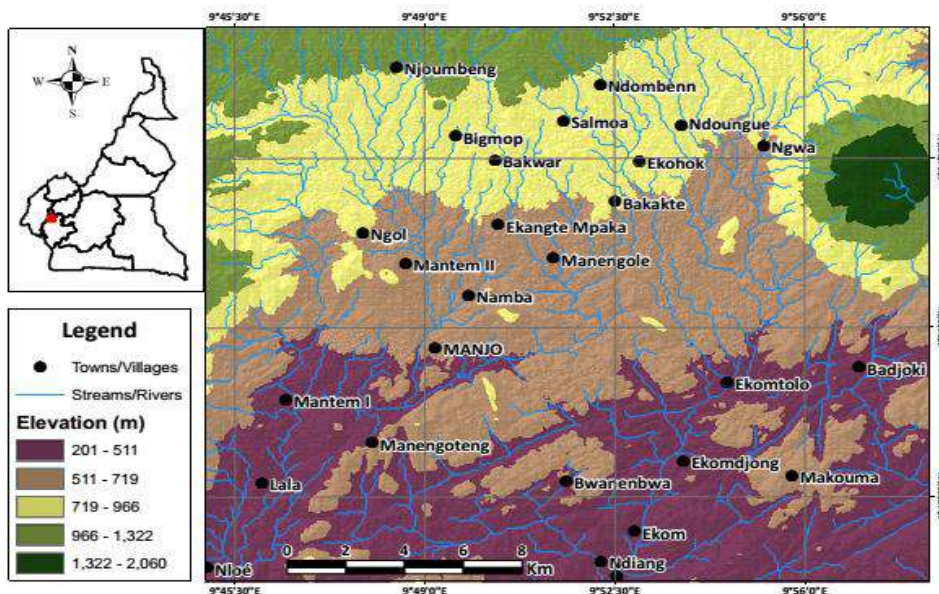 9°45'30"E 9°49'0"E 9°52'30"E 9°56'0"E
N
W E
S
Njoumbeng
Ndombenn
Salmoa
Ndoungue
Bigmop
Ngwa
Bakwar
Ekohok
Bakakte
Ekangte Mpaka
Ngol
Manengole
Mantem II
Namba
MANJO
Badjoki
Ekomtolo
Mantem I
Manengoteng
Ekomdjong
Lala
Bwanenbwa
Makouma
Ekom
Ndiang
Nloé
0 2 4 6 8
Km
Legend
Towns/Villages
Streams/Rivers
Elevation (m)
201 - 511
511 - 719
719 - 966
966 - 1,322
1,322 - 2,060
9°45'30"E 9°49'0"E 9°52'30"E 9°56'0"E